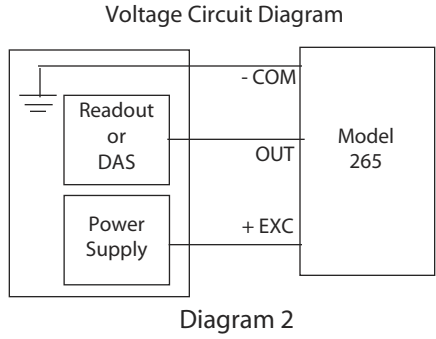 Voltage Circuit Diagram
- COM
Readout
or
DAS
OUT
Model
265
Power
Supply
+ EXC
Diagram 2